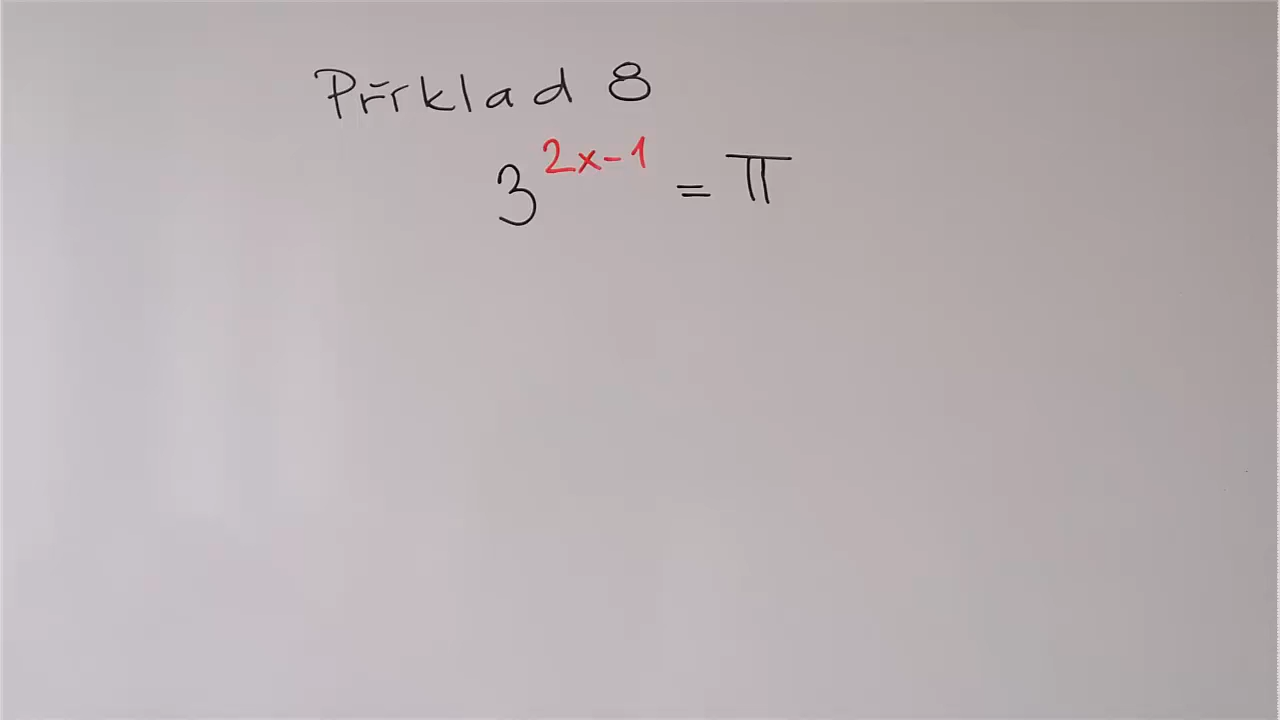 Příklad 8
3^{2x-1} = π